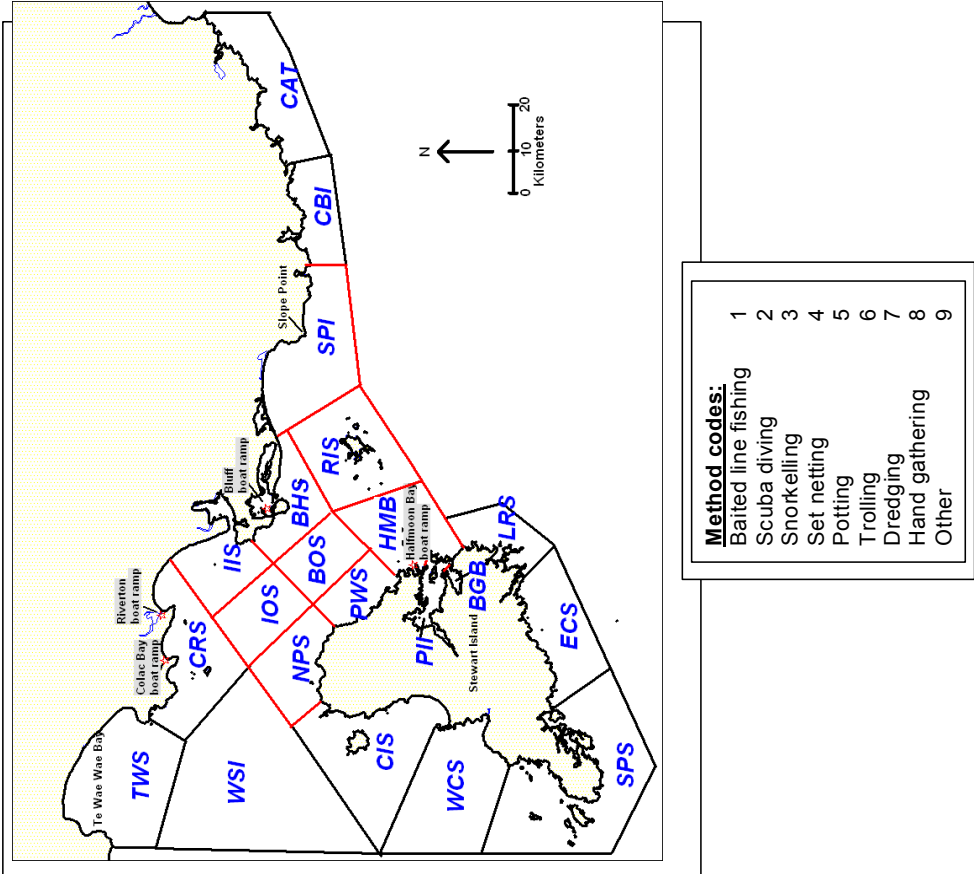 Te Wae Wae Bay
Colac Bay
boat ramp
Riverton
boat ramp
Bluff
boat ramp
Slope Point
CAT
CBI
SPI
TWS
WSI
CRS
IIS
IOS
BOS
BHS
RIS
HMB
Halfmoon Bay
boat ramp
PWS
NPS
CIS
PII
BGB
LRS
Stewart Island
WCS
ECS
SPS
N
0 10 20
Kilometers
Method codes:
Baited line fishing 1
Scuba diving 2
Snorkelling 3
Set netting 4
Potting 5
Trolling 6
Dredging 7
Hand gathering 8
Other 9